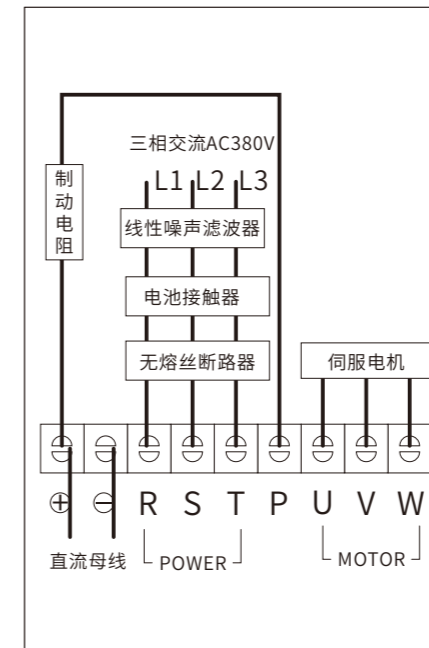 三相交流AC380V
L1 L2 L3
制动电阻
线性噪声滤波器
电池接触器
无熔丝断路器
伺服电机
⊕ ⊖ R S T P U V W
直流母线
POWER
MOTOR